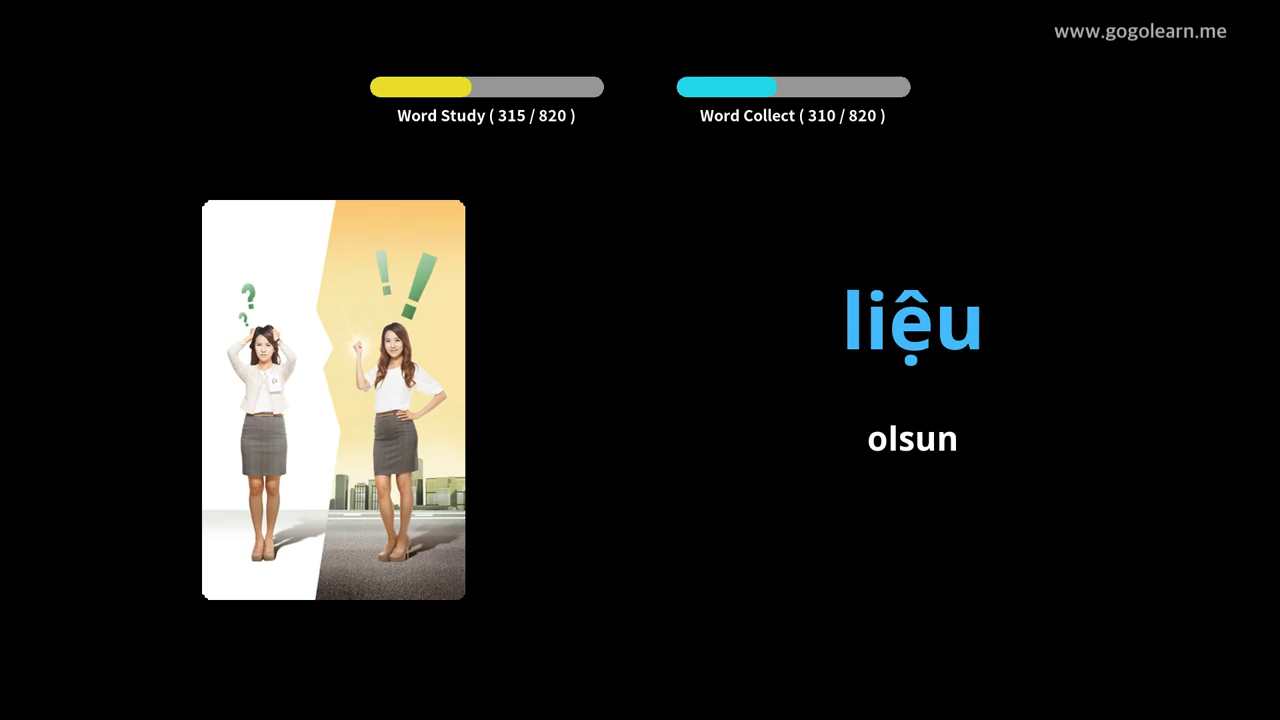 www.gogolearn.me
Word Study ( 315 / 820 )
Word Collect ( 310 / 820 )
? ?
! !
liệu
olsun